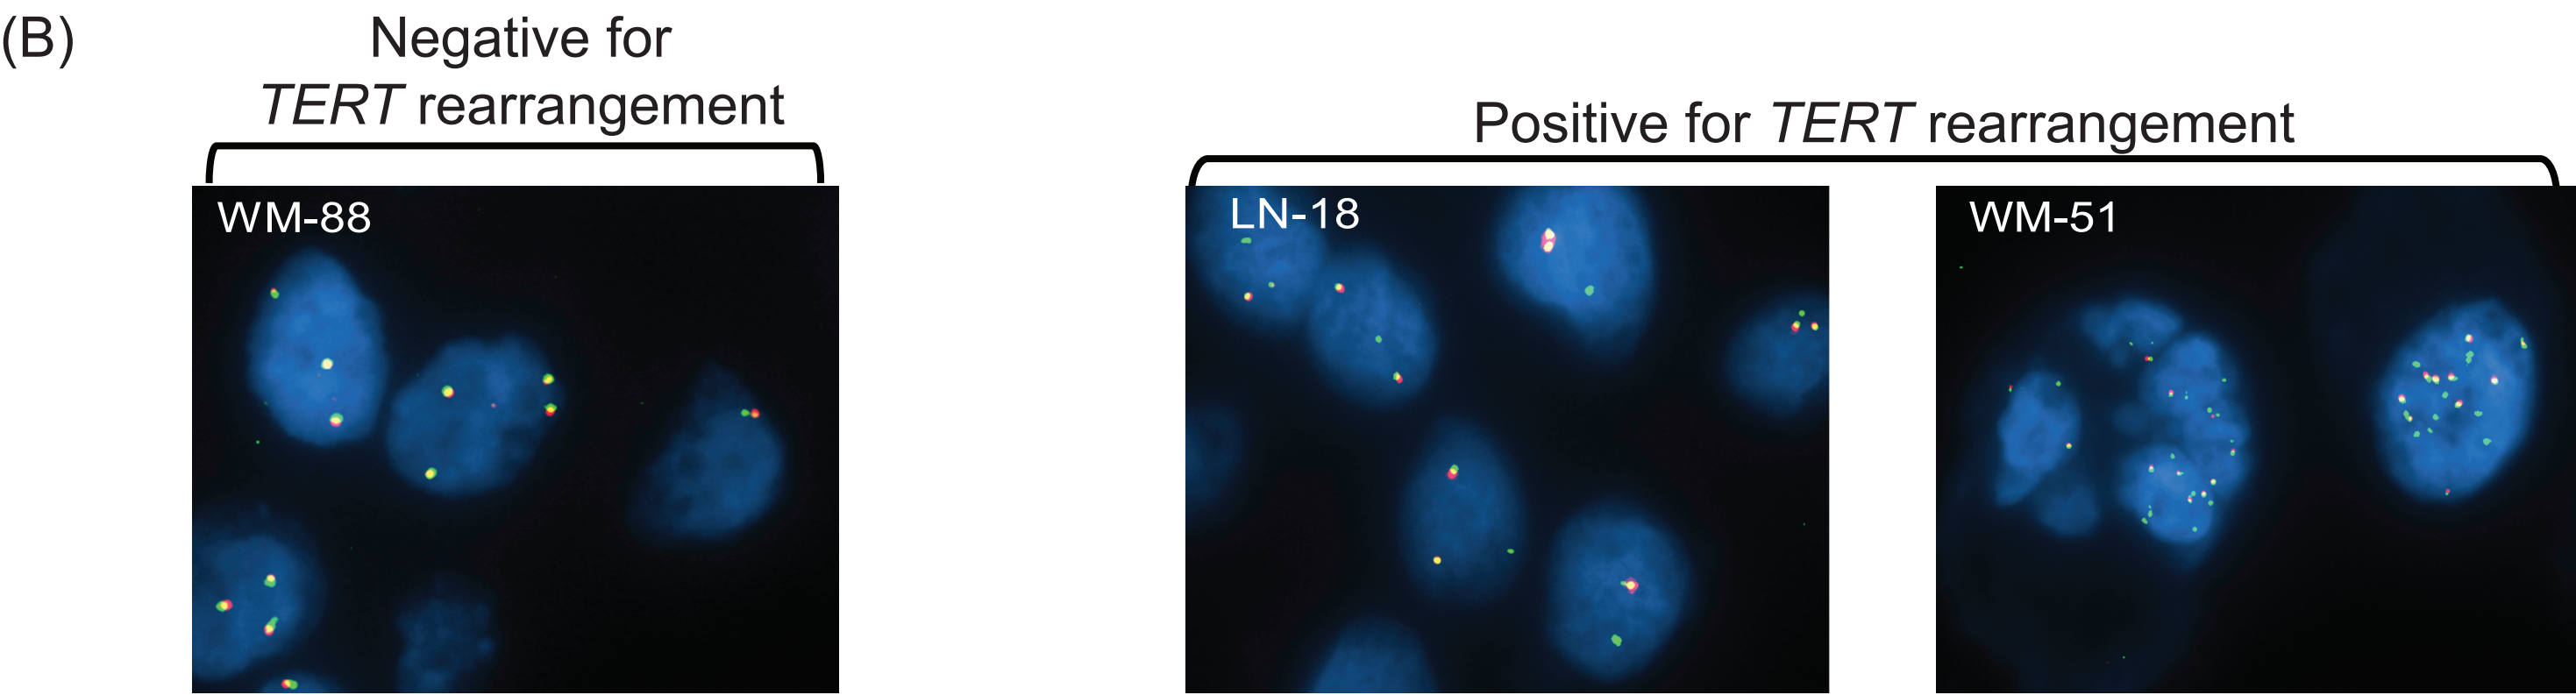 (B)
Negative for
TERT rearrangement
Positive for TERT rearrangement
WM-88
LN-18
WM-51